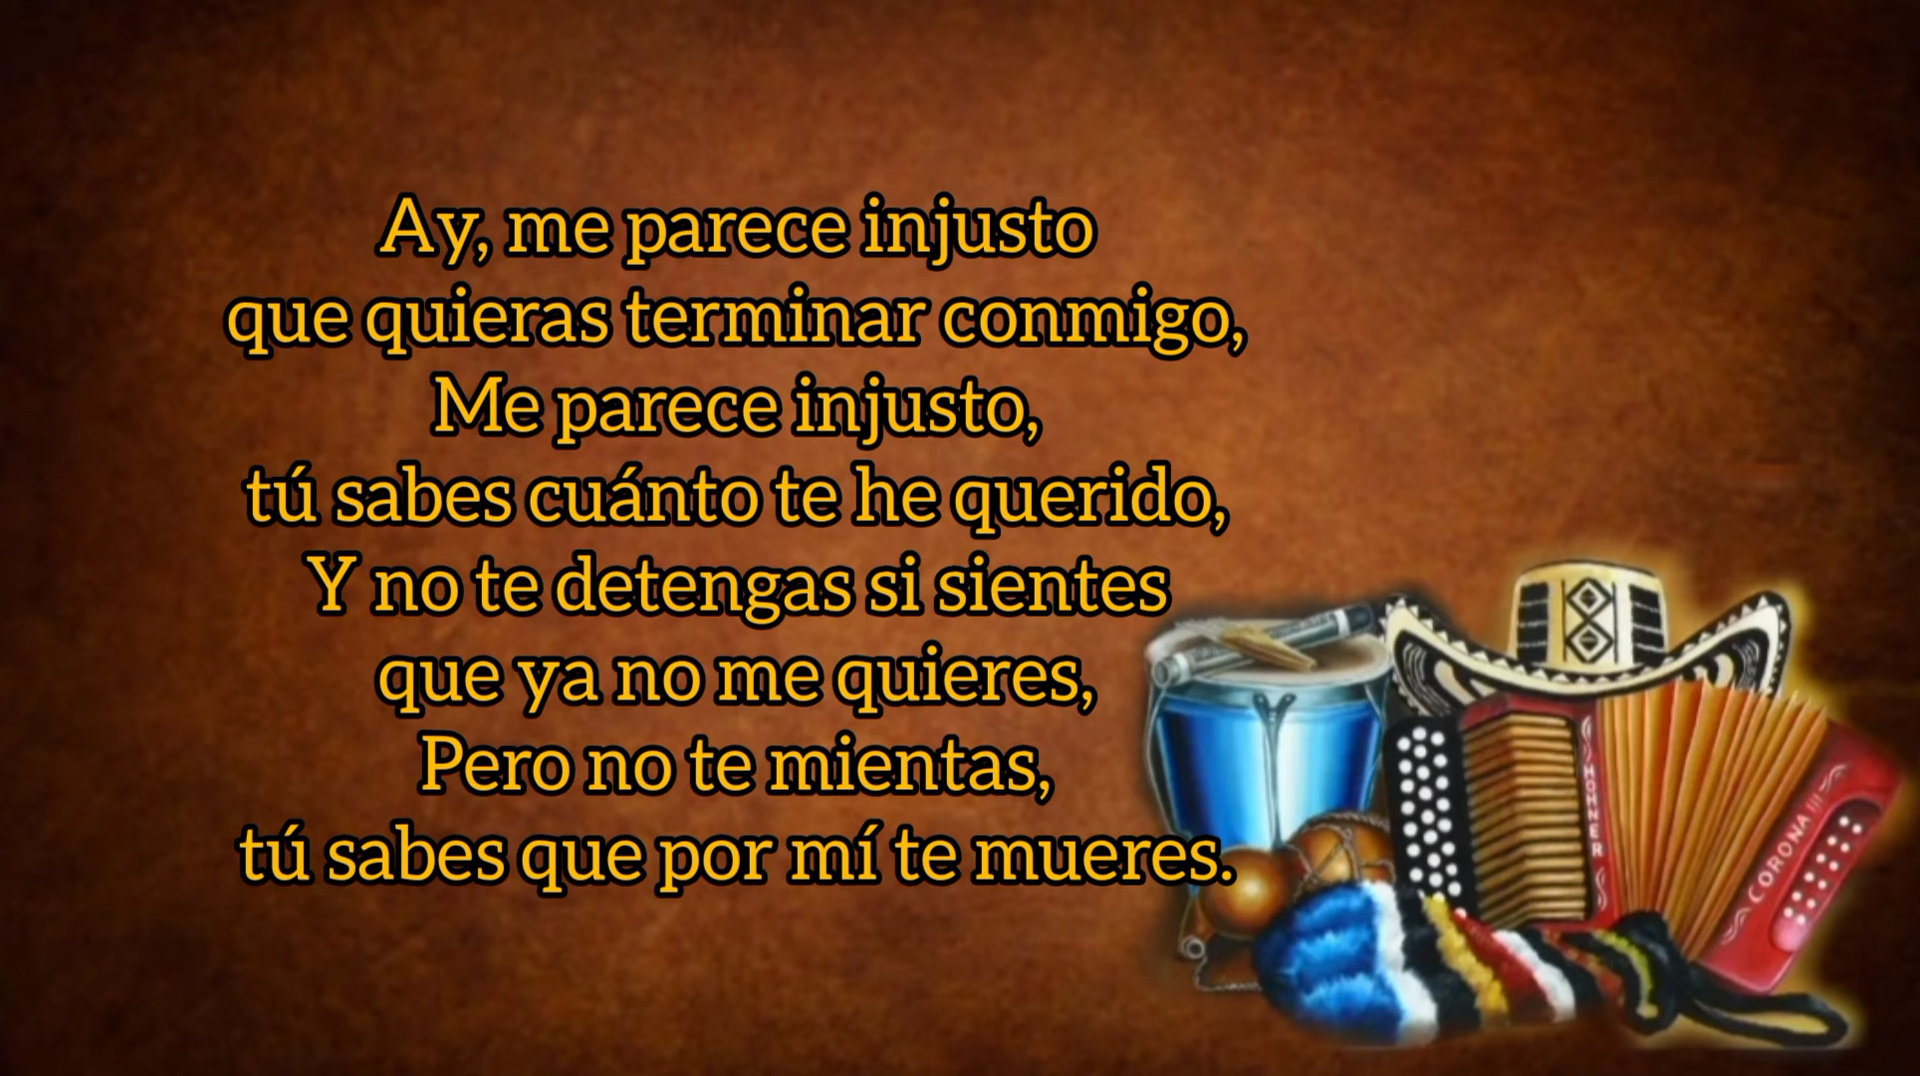 Ay, me parece injusto
que quieras terminar conmigo,
Me parece injusto,
tú sabes cuánto te he querido,
Y no te detengas si sientes
que ya no me quieres,
Pero no te mientas,
tú sabes que por mí te mueres.
HOHNER
CORONA III